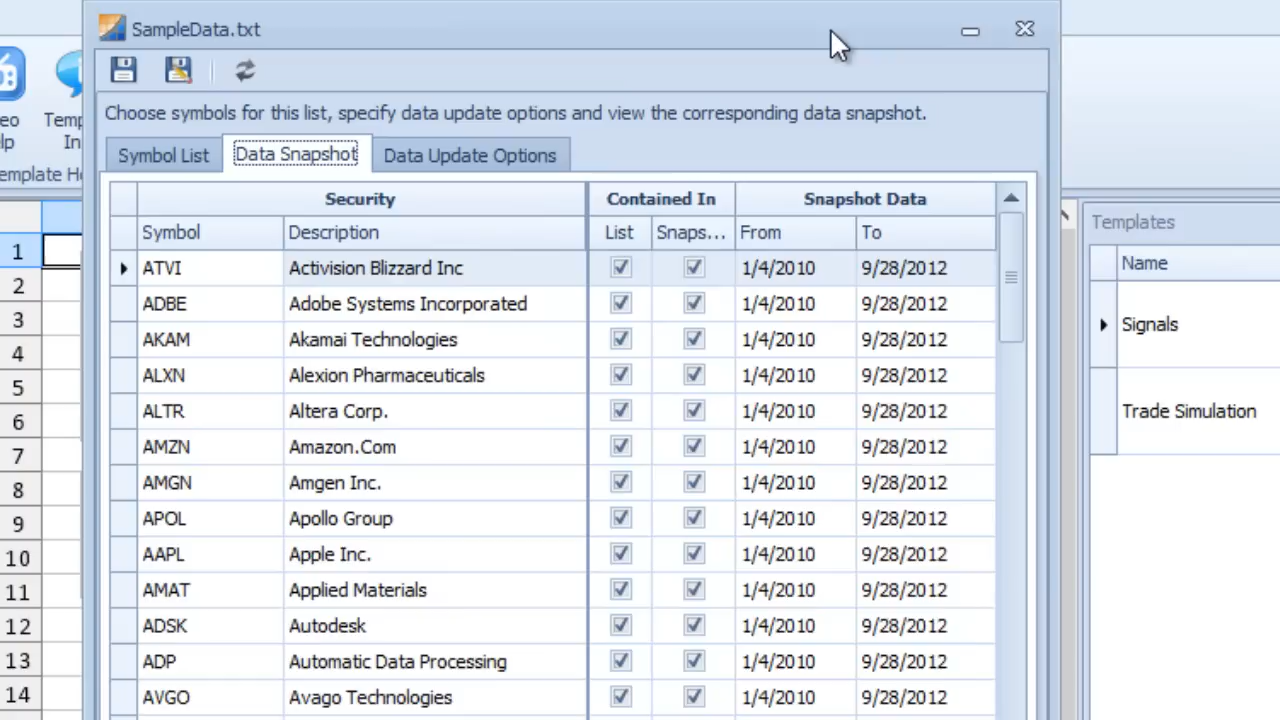 SampleData.txt
Choose symbols for this list, specify data update options and view the corresponding data snapshot.
Symbol List Data Snapshot Data Update Options
Security Contained In Snapshot Data
Symbol Description List Snaps... From To
ATVI Activision Blizzard Inc 1/4/2010 9/28/2012
ADBE Adobe Systems Incorporated 1/4/2010 9/28/2012
AKAM Akamai Technologies 1/4/2010 9/28/2012
ALXN Alexion Pharmaceuticals 1/4/2010 9/28/2012
ALTR Altera Corp. 1/4/2010 9/28/2012
AMZN Amazon.Com 1/4/2010 9/28/2012
AMGN Amgen Inc. 1/4/2010 9/28/2012
APOL Apollo Group 1/4/2010 9/28/2012
AAPL Apple Inc. 1/4/2010 9/28/2012
AMAT Applied Materials 1/4/2010 9/28/2012
ADSK Autodesk 1/4/2010 9/28/2012
ADP Automatic Data Processing 1/4/2010 9/28/2012
AVGO Avago Technologies 1/4/2010 9/28/2012
eo Temp
lp In
emplate H
1
2
3
4
5
6
7
8
9
10
11
12
13
14
Templates
Name
Signals
Trade Simulation